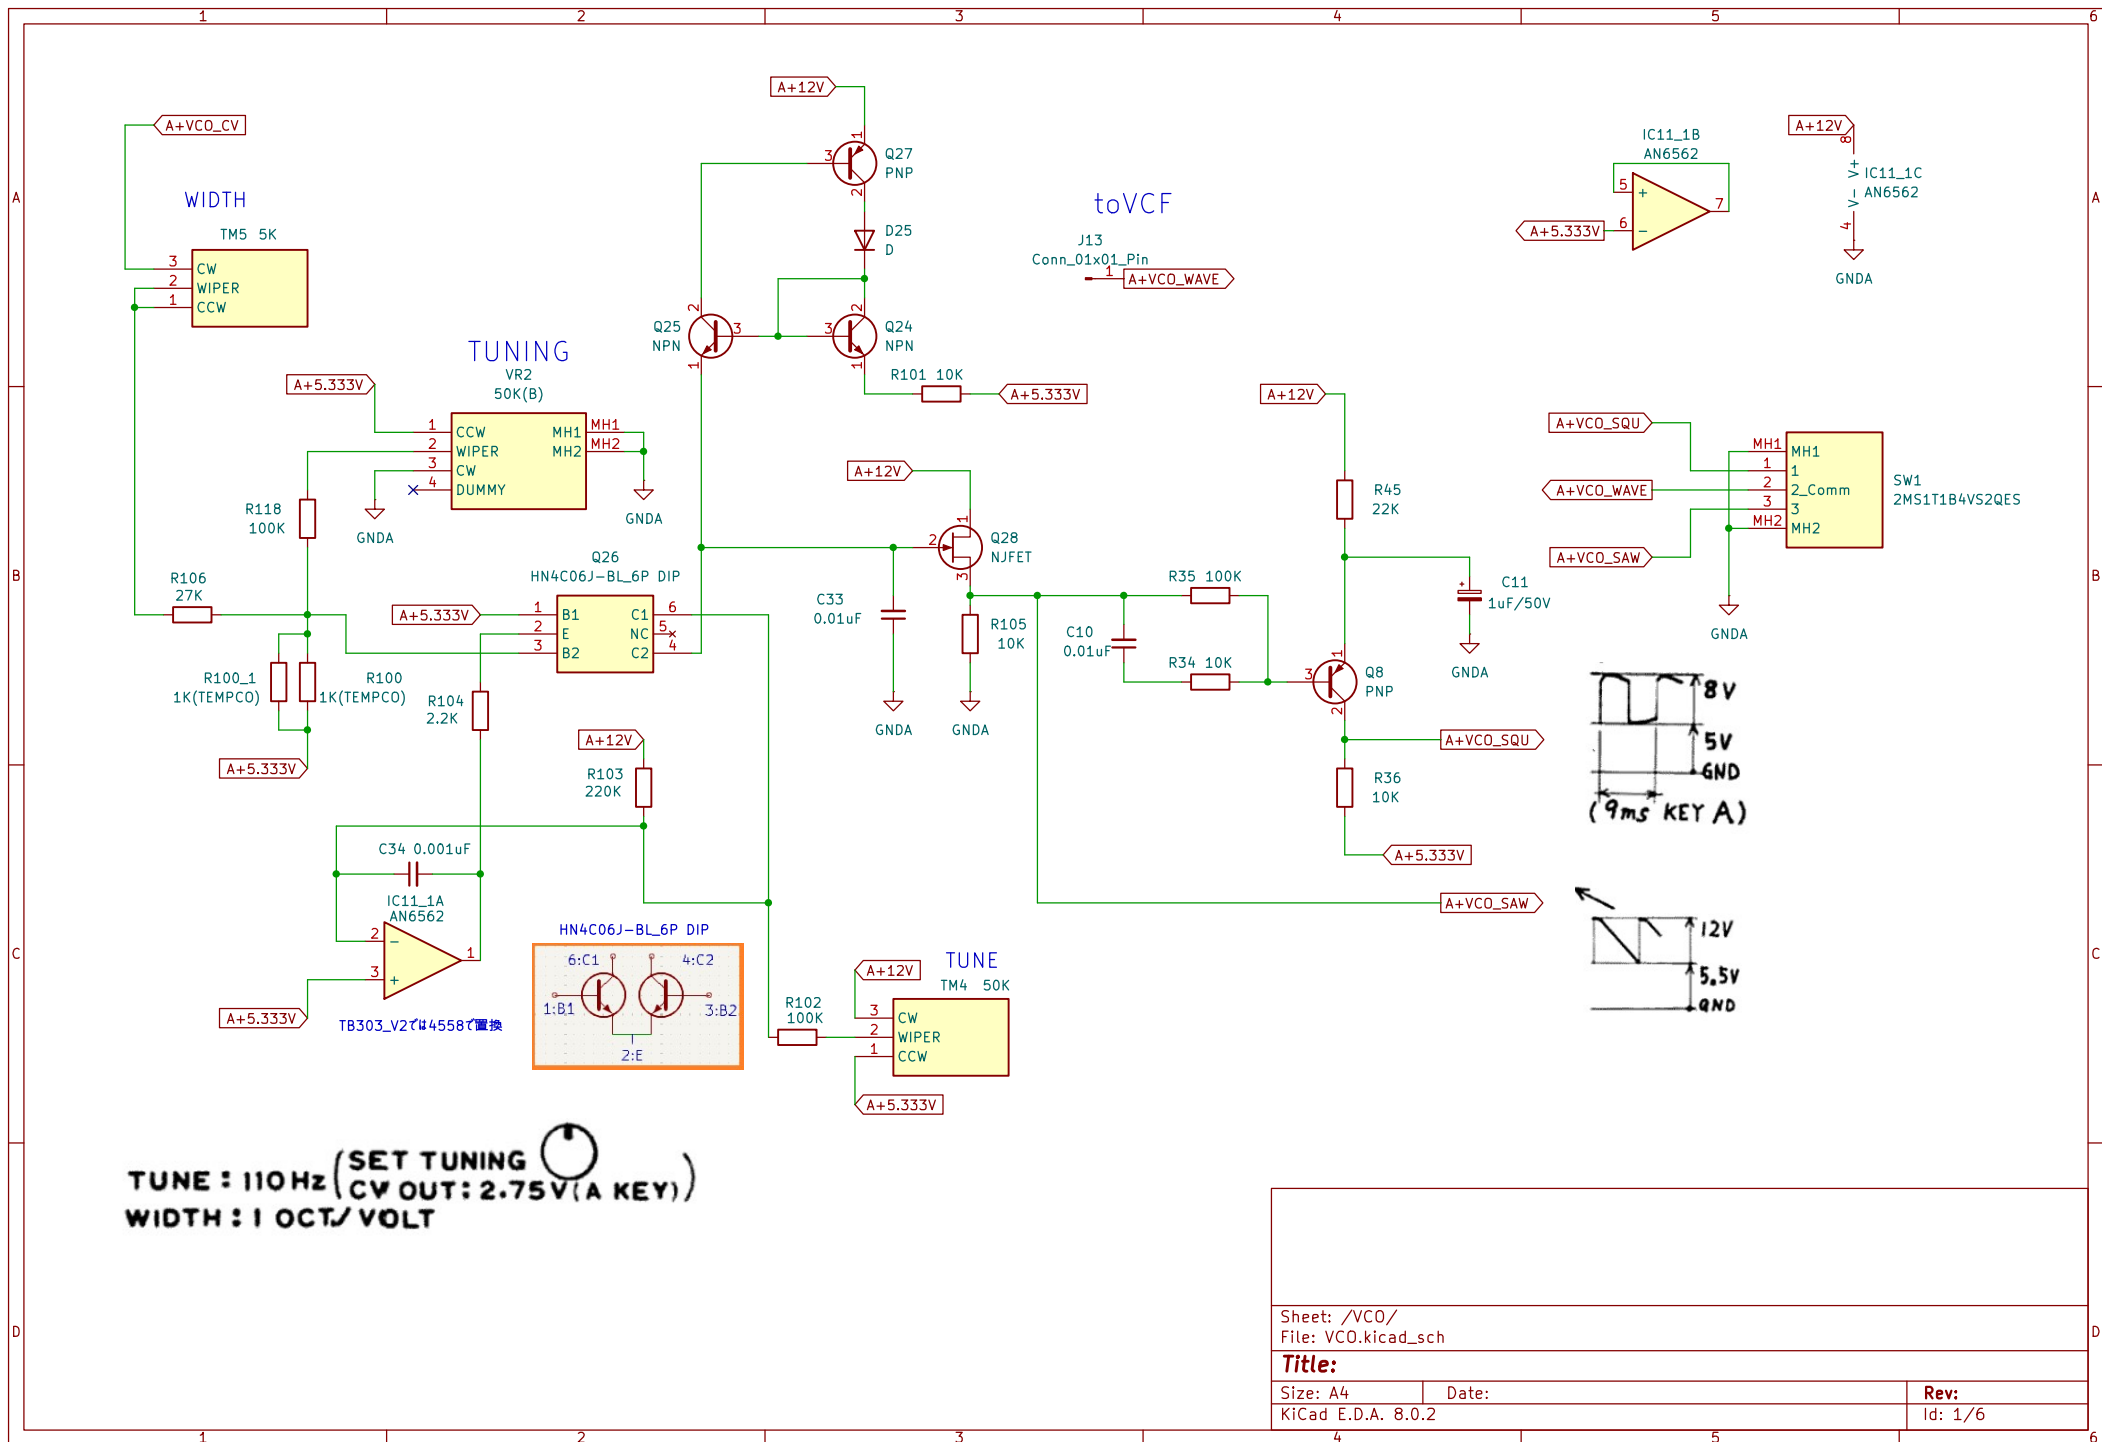 1 2 3 4 5 6
A
B
C
D
A+VCO_CV
WIDTH
TM5 5K
3 CW
2 WIPER
1 CCW
A+12V
1
3
Q27
PNP
2
D25
D
2
Q25
NPN
3
1
2
3
Q24
NPN
1
R101 10K
A+5.333V
toVCF
J13
Conn_01x01_Pin
1
A+VCO_WAVE
IC11_1B
AN6562
5 +
6 −
7
A+5.333V
A+12V
8
V+
IC11_1C
AN6562
V−
4
GNDA
TUNING
VR2
50K(B)
A+5.333V
1 CCW
2 WIPER
3 CW
4 DUMMY
MH1 MH1
MH2 MH2
GNDA
GNDA
R118
100K
R106
27K
R100_1
1K(TEMPCO)
R100
1K(TEMPCO)
A+5.333V
Q26
HN4C06J-BL_6P DIP
A+5.333V
1 B1
2 E
3 B2
C1 6
NC 5
C2 4
R104
2.2K
A+12V
R103
220K
A+12V
1
2
Q28
NJFET
3
C33
0.01uF
R105
10K
GNDA
GNDA
R35 100K
C10
0.01uF
R34 10K
A+12V
R45
22K
C11
1uF/50V
GNDA
1
3
Q8
PNP
2
A+VCO_SQU
R36
10K
A+5.333V
A+VCO_SAW
A+VCO_SQU
A+VCO_WAVE
A+VCO_SAW
MH1 MH1
1 1
2 2_Comm
3 3
MH2 MH2
SW1
2MS1T1B4VS2QES
GNDA
8V
5V
GND
(9ms KEY A)
12V
5.5V
GND
C34 0.001uF
IC11_1A
AN6562
2 −
3 +
1
A+5.333V
TB303_V2では4558で置換
HN4C06J-BL_6P DIP
6:C1 4:C2
1:B1 3:B2
2:E
R102
100K
TUNE
TM4 50K
A+12V
3 CW
2 WIPER
1 CCW
A+5.333V
TUNE : 110Hz (SET TUNING
CV OUT: 2.75V(A KEY))
WIDTH : 1 OCT/VOLT
Sheet: /VCO/
File: VCO.kicad_sch
Title:
Size: A4 Date: Rev:
KiCad E.D.A. 8.0.2 Id: 1/6
A
B
C
D
1 2 3 4 5 6